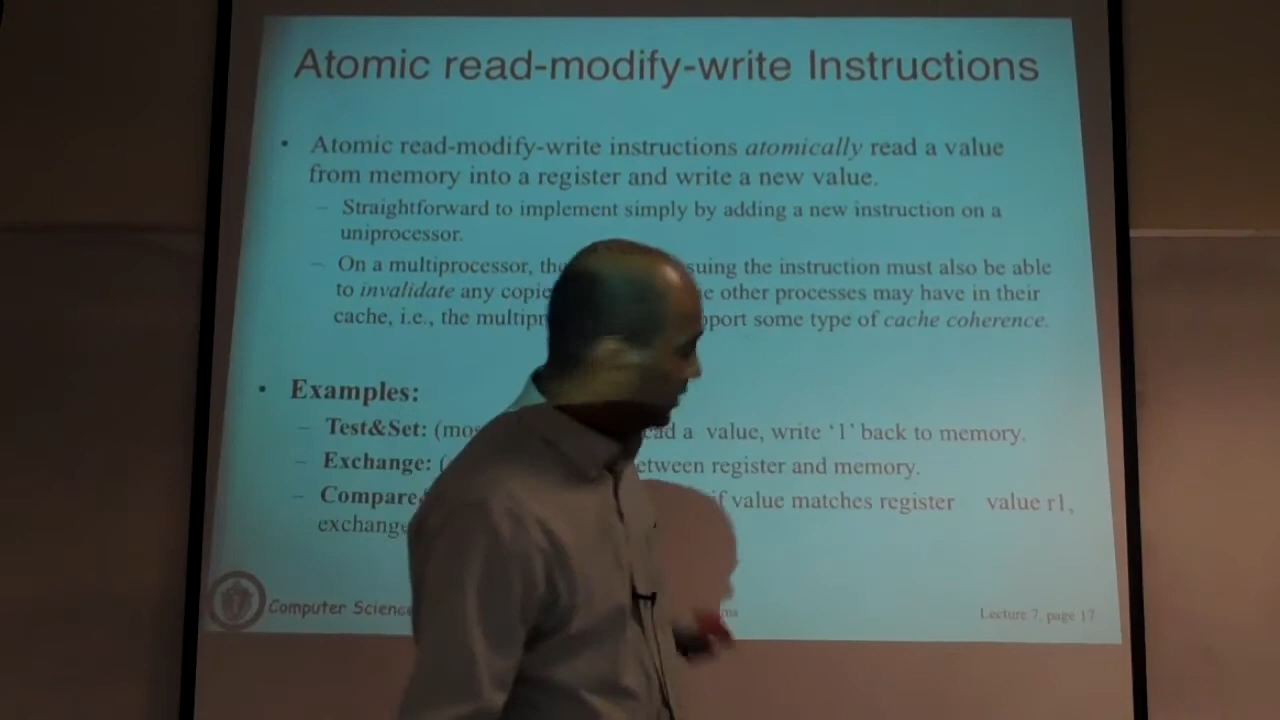 Atomic read-modify-write Instructions
• Atomic read-modify-write instructions atomically read a value
from memory into a register and write a new value.
– Straightforward to implement simply by adding a new instruction on a
uniprocessor.
– On a multiprocessor, the suing the instruction must also be able
to invalidate any copie other processes may have in their
cache, i.e., the multipr pport some type of cache coherence.
• Examples:
– Test&Set: (mos ad a value, write '1' back to memory.
– Exchange: ( etween register and memory.
– Compare if value matches register value r1,
exchange
Computer Science
Lecture 7, page 17